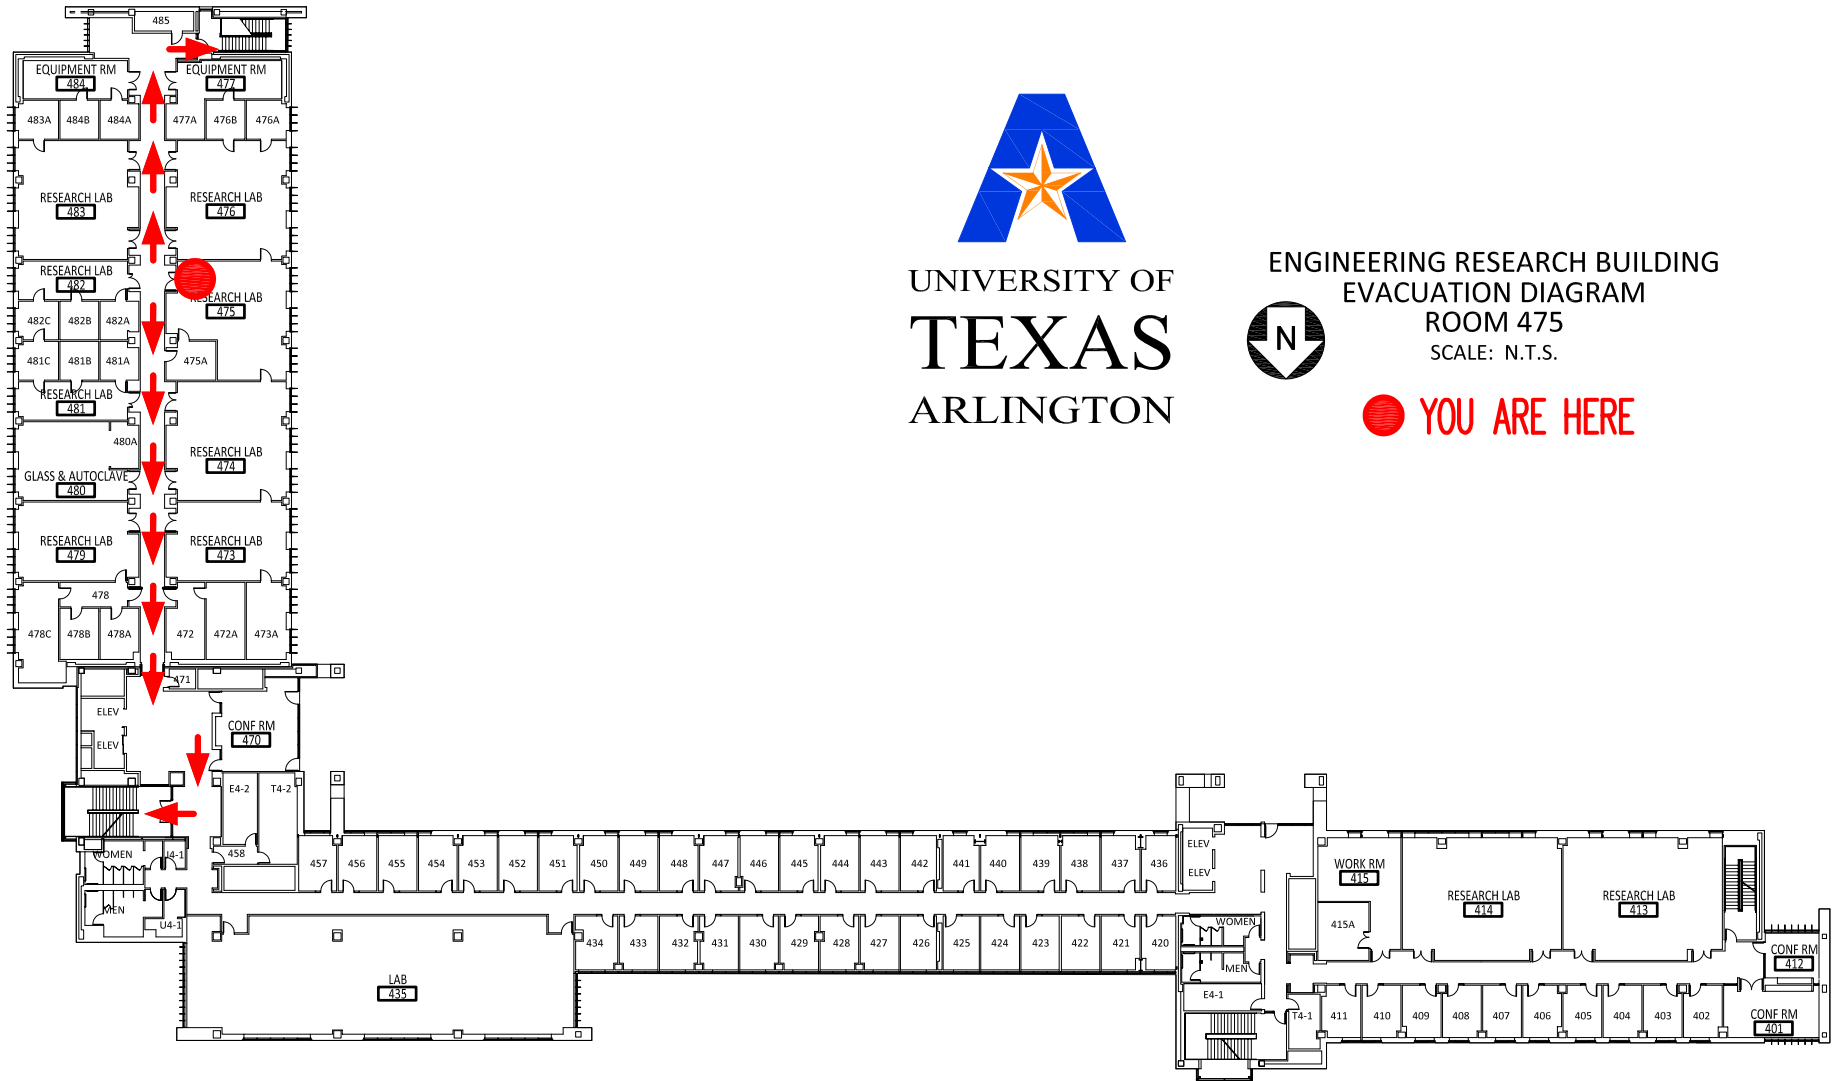 485
EQUIPMENT RM
484
EQUIPMENT RM
477
483A
484B
484A
477A
476B
476A
RESEARCH LAB
483
RESEARCH LAB
476
RESEARCH LAB
482
RESEARCH LAB
475
482C
482B
482A
481C
481B
481A
475A
RESEARCH LAB
481
480A
GLASS & AUTOCLAVE
480
RESEARCH LAB
474
RESEARCH LAB
479
RESEARCH LAB
473
478
478C
478B
478A
472
472A
473A
471
ELEV
ELEV
CONF RM
470
E4-2
T4-2
WOMEN
J4-1
458
MEN
U4-1
457
456
455
454
453
452
451
450
449
448
447
446
445
444
443
442
441
440
439
438
437
436
434
433
432
431
430
429
428
427
426
425
424
423
422
421
420
LAB
435
ELEV
ELEV
WOMEN
MEN
E4-1
T4-1
WORK RM
415
415A
RESEARCH LAB
414
RESEARCH LAB
413
CONF RM
412
411
410
409
408
407
406
405
404
403
402
CONF RM
401
UNIVERSITY OF
TEXAS
ARLINGTON
ENGINEERING RESEARCH BUILDING
EVACUATION DIAGRAM
ROOM 475
SCALE: N.T.S.
N
YOU ARE HERE